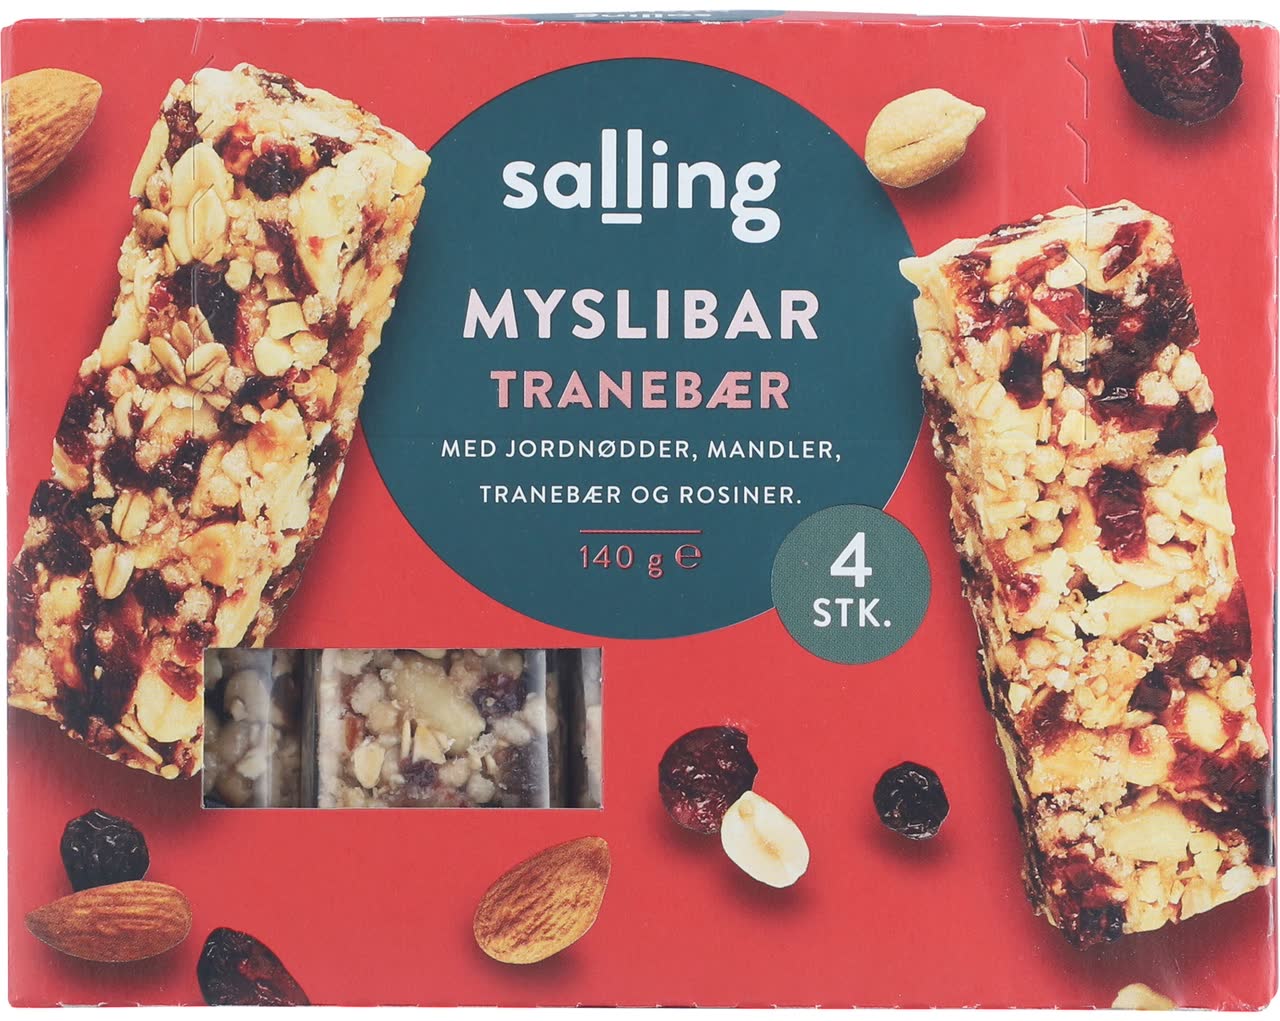 salling
MYSLIBAR
TRANEBÆR
MED JORDNØDDER, MANDLER,
TRANEBÆR OG ROSINER.
140 g ℮
4
STK.